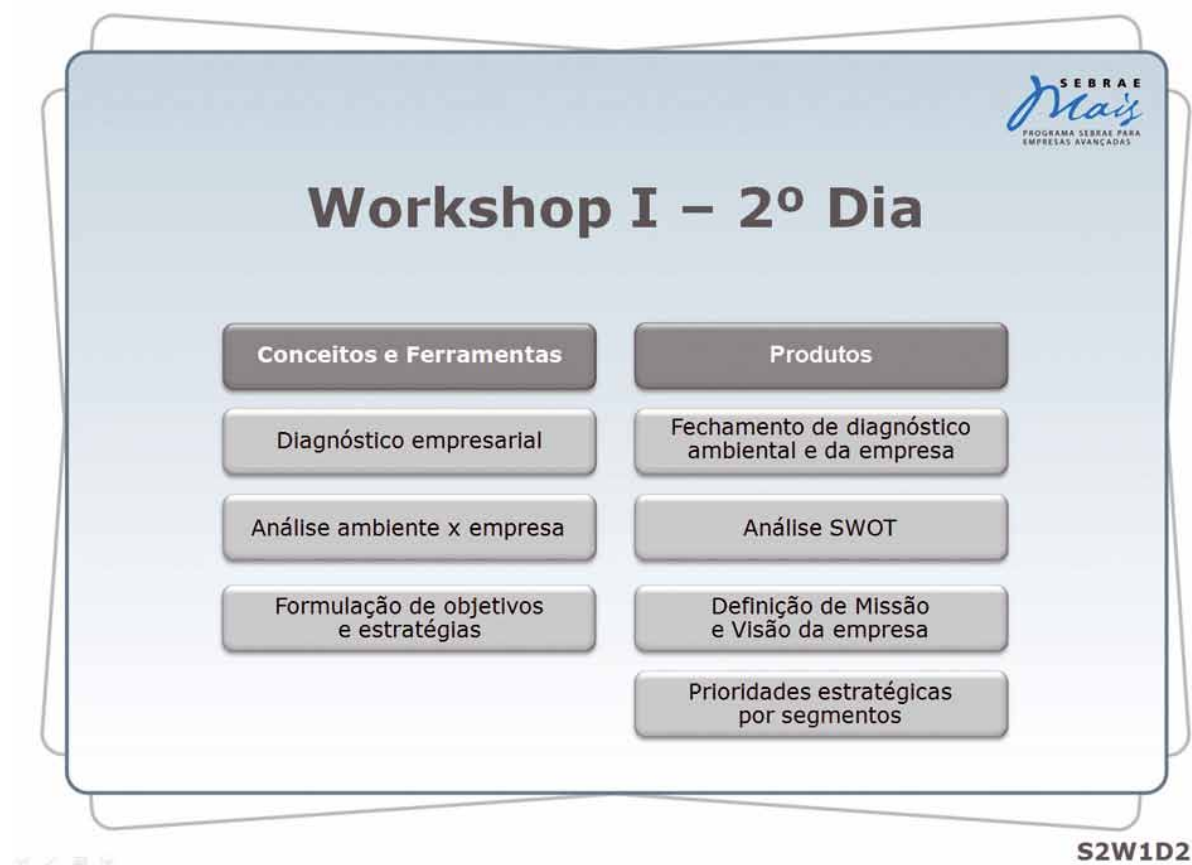 SEBRAE
Mais
PROGRAMA SEBRAE PARA
EMPRESAS AVANÇADAS
Workshop I – 2º Dia
Conceitos e Ferramentas
Diagnóstico empresarial
Análise ambiente x empresa
Formulação de objetivos
e estratégias
Produtos
Fechamento de diagnóstico
ambiental e da empresa
Análise SWOT
Definição de Missão
e Visão da empresa
Prioridades estratégicas
por segmentos
S2W1D2